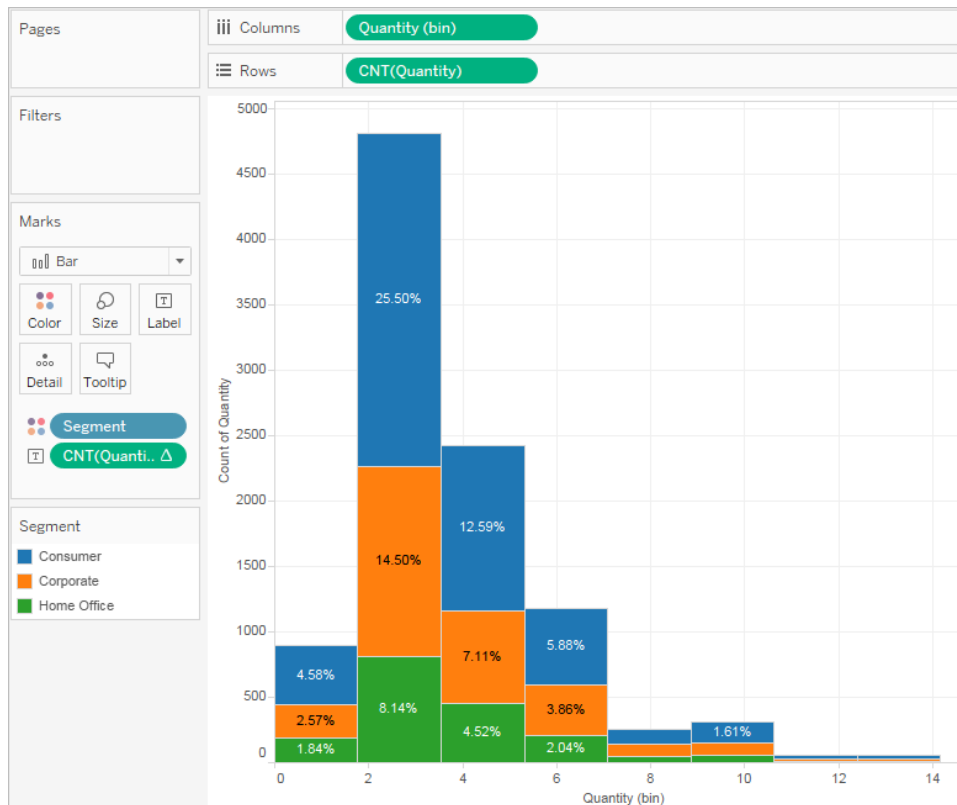 Pages
Columns
Quantity (bin)
Rows
CNT(Quantity)
Filters
Marks
Bar
Color
Size
Label
Detail
Tooltip
Segment
CNT(Quanti.. Δ
Segment
Consumer
Corporate
Home Office
Count of Quantity
5000
4500
4000
3500
3000
2500
2000
1500
1000
500
0
25.50%
14.50%
12.59%
7.11%
5.88%
4.58%
2.57%
8.14%
3.86%
1.84%
4.52%
2.04%
1.61%
0 2 4 6 8 10 12 14
Quantity (bin)